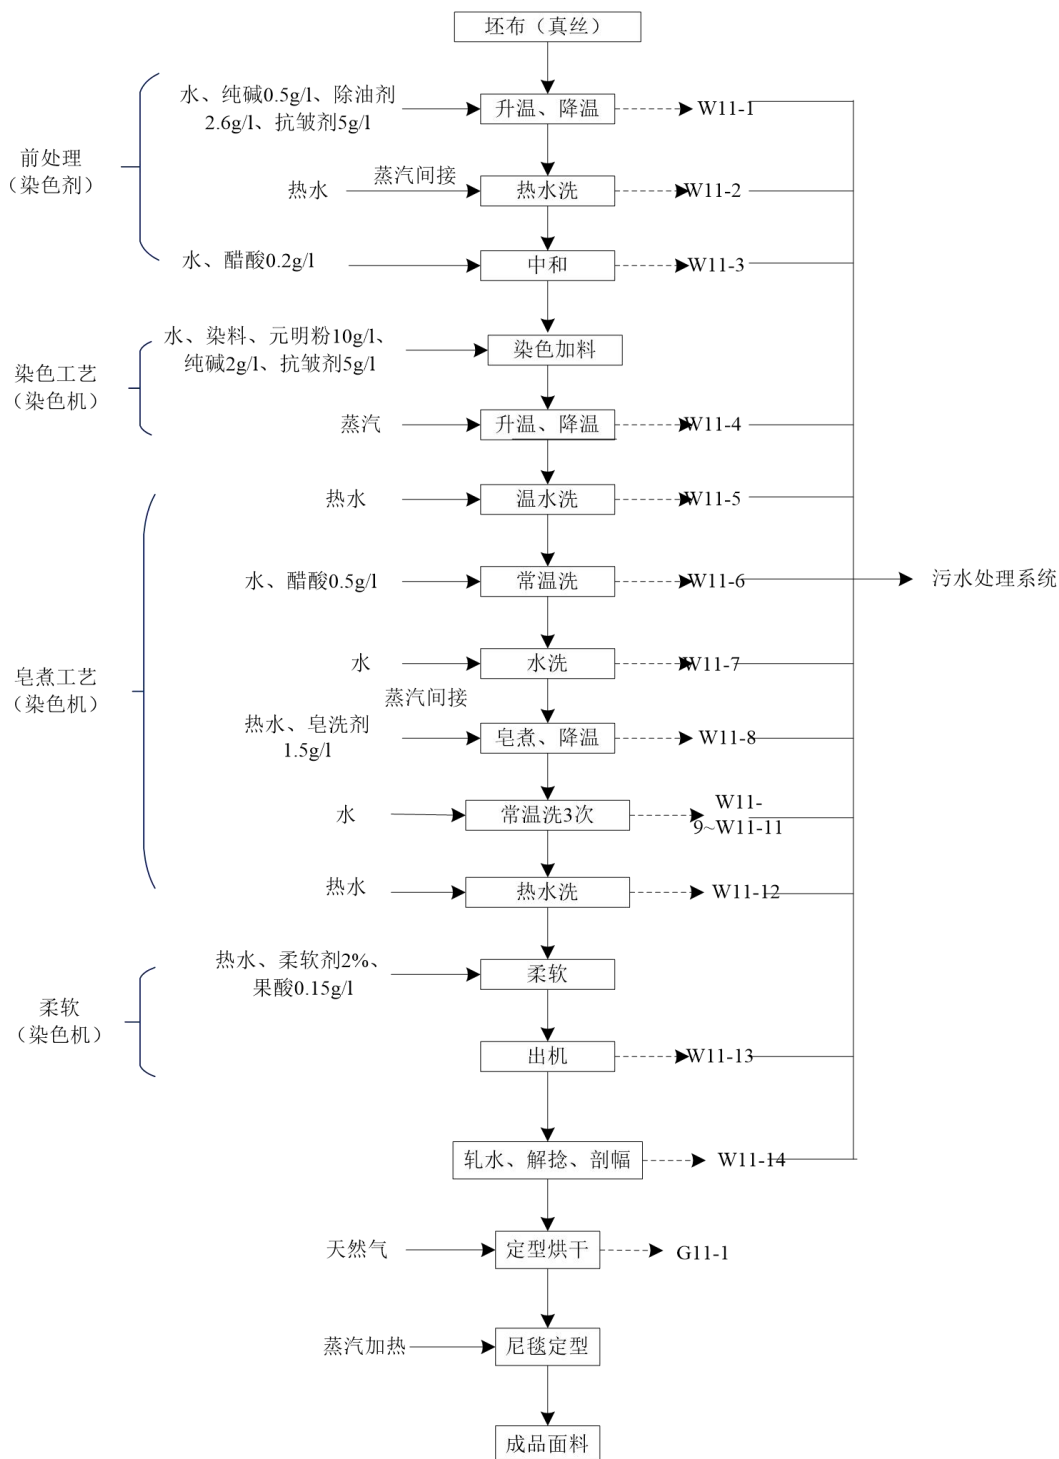 坯布（真丝）
水、纯碱0.5g/l、除油剂
2.6g/l、抗皱剂5g/l
升温、降温
W11-1
前处理
（染色剂）
热水
蒸汽间接
热水洗
W11-2
水、醋酸0.2g/l
中和
W11-3
水、染料、元明粉10g/l、
纯碱2g/l、抗皱剂5g/l
染色加料
染色工艺
（染色机）
蒸汽
升温、降温
W11-4
热水
温水洗
W11-5
水、醋酸0.5g/l
常温洗
W11-6
污水处理系统
水
水洗
W11-7
皂煮工艺
（染色机）
蒸汽间接
热水、皂洗剂
1.5g/l
皂煮、降温
W11-8
水
常温洗3次
W11-
9~W11-11
热水
热水洗
W11-12
热水、柔软剂2%、
果酸0.15g/l
柔软
柔软
（染色机）
出机
W11-13
轧水、解捻、剖幅
W11-14
天然气
定型烘干
G11-1
蒸汽加热
尼毯定型
成品面料